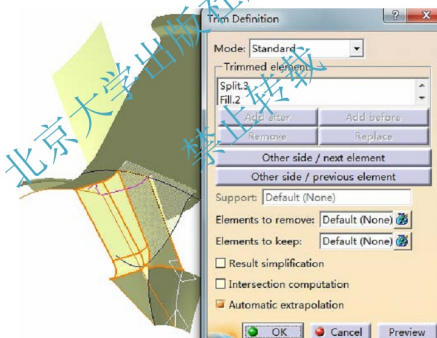 Trim Definition
Mode: Standard
Trimmed elements
Split.3
Fill.2
Add after Add before
Remove Replace
Other side / next element
Other side / previous element
Support: Default (None)
Elements to remove: Default (None)
Elements to keep: Default (None)
Result simplification
Intersection computation
Automatic extrapolation
OK Cancel Preview
北京大学出版社
禁止转载